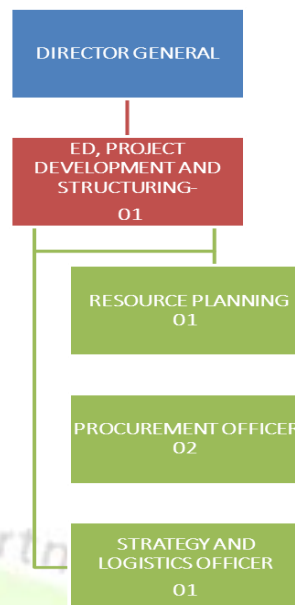 DIRECTOR GENERAL
ED, PROJECT
DEVELOPMENT AND
STRUCTURING-
01
RESOURCE PLANNING
01
PROCUREMENT OFFICER
02
STRATEGY AND
LOGISTICS OFFICER
01